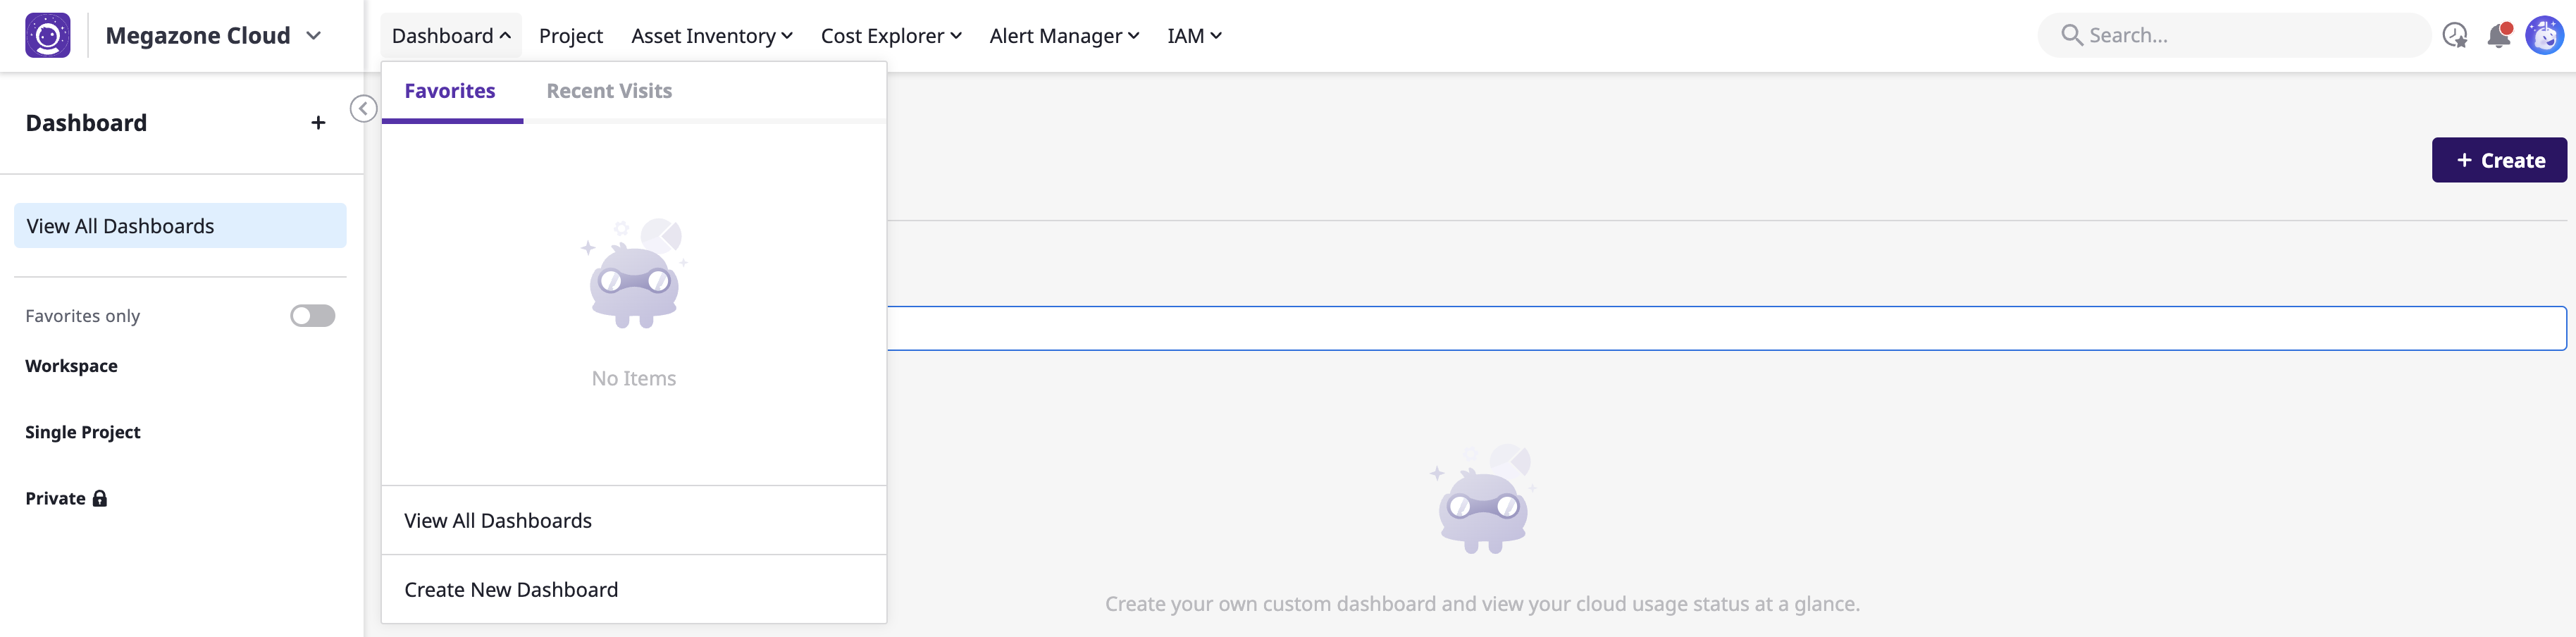 Megazone Cloud
Dashboard
Project
Asset Inventory
Cost Explorer
Alert Manager
IAM
Search...
Dashboard
View All Dashboards
Favorites only
Workspace
Single Project
Private
Favorites
Recent Visits
No Items
View All Dashboards
Create New Dashboard
Create
Create your own custom dashboard and view your cloud usage status at a glance.